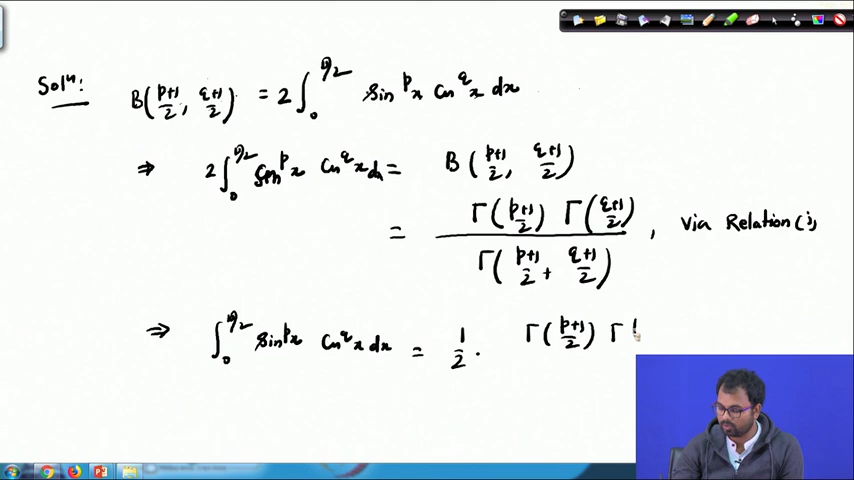 Solⁿ: B(p+1/2, q+1/2) = 2 ∫₀^π/2 sin^p x cos^q x dx
⇒ 2 ∫₀^π/2 sin^p x cos^q x dx = B(p+1/2, q+1/2)
= Γ(p+1/2) Γ(q+1/2) / Γ(p+1/2 + q+1/2), via Relation (i)
⇒ ∫₀^π/2 sin^p x cos^q x dx = 1/2 · Γ(p+1/2) Γ(